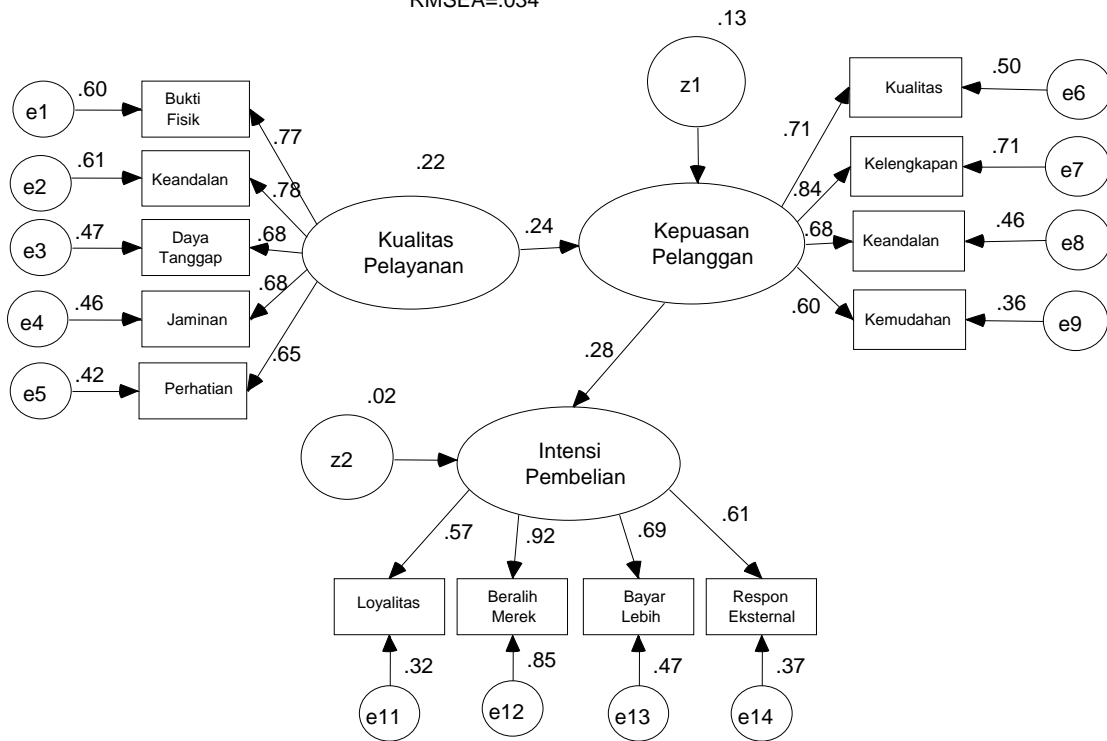 RMSEA=.034
.13
z1
e1
.60
Bukti
Fisik
.77
e2
.61
Keandalan
.78
e3
.47
Daya
Tanggap
.68
e4
.46
Jaminan
.68
e5
.42
Perhatian
.65
.22
Kualitas
Pelayanan
.24
Kepuasan
Pelanggan
.71
Kualitas
.50
e6
.84
Kelengkapan
.71
e7
.68
Keandalan
.46
e8
.60
Kemudahan
.36
e9
.28
.02
z2
Intensi
Pembelian
.57
.92
.69
.61
Loyalitas
Beralih
Merek
Bayar
Lebih
Respon
Eksternal
.32
.85
.47
.37
e11
e12
e13
e14